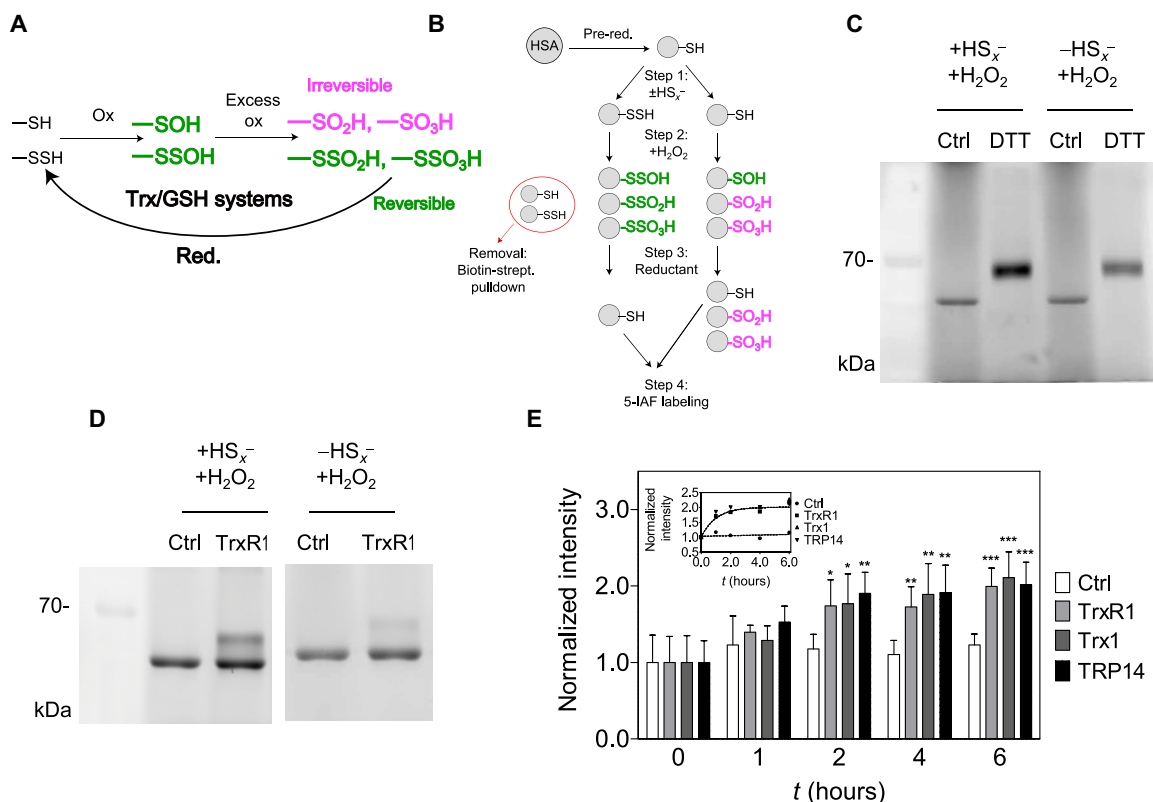 A
—SH
—SSH
Ox
—SOH
—SSOH
Excess
ox
Irreversible
—SO₂H, —SO₃H
—SSO₂H, —SSO₃H
Reversible
Trx/GSH systems
Red.
B
HSA
Pre-red.
—SH
Step 1:
±HSₓ⁻
—SSH
—SH
Step 2:
+H₂O₂
-SSOH
-SSO₂H
-SSO₃H
-SOH
-SO₂H
-SO₃H
—SH
—SSH
Removal:
Biotin-strept.
pulldown
Step 3:
Reductant
—SH
—SH
-SO₂H
-SO₃H
Step 4:
5-IAF labeling
C
+HSₓ⁻
+H₂O₂
—HSₓ⁻
+H₂O₂
Ctrl DTT Ctrl DTT
70-
kDa
D
+HSₓ⁻
+H₂O₂
—HSₓ⁻
+H₂O₂
Ctrl TrxR1 Ctrl TrxR1
70-
kDa
E
Normalized intensity
3.0
2.0
1.0
0.0
0 1 2 4 6
t (hours)
Normalized
intensity
2.5
2.0
1.5
1.0
0.5
0.0 2.0 4.0 6.0
t (hours)
Ctrl
TrxR1
Trx1
TRP14
* * **
** ** **
*** *** ***
Ctrl
TrxR1
Trx1
TRP14